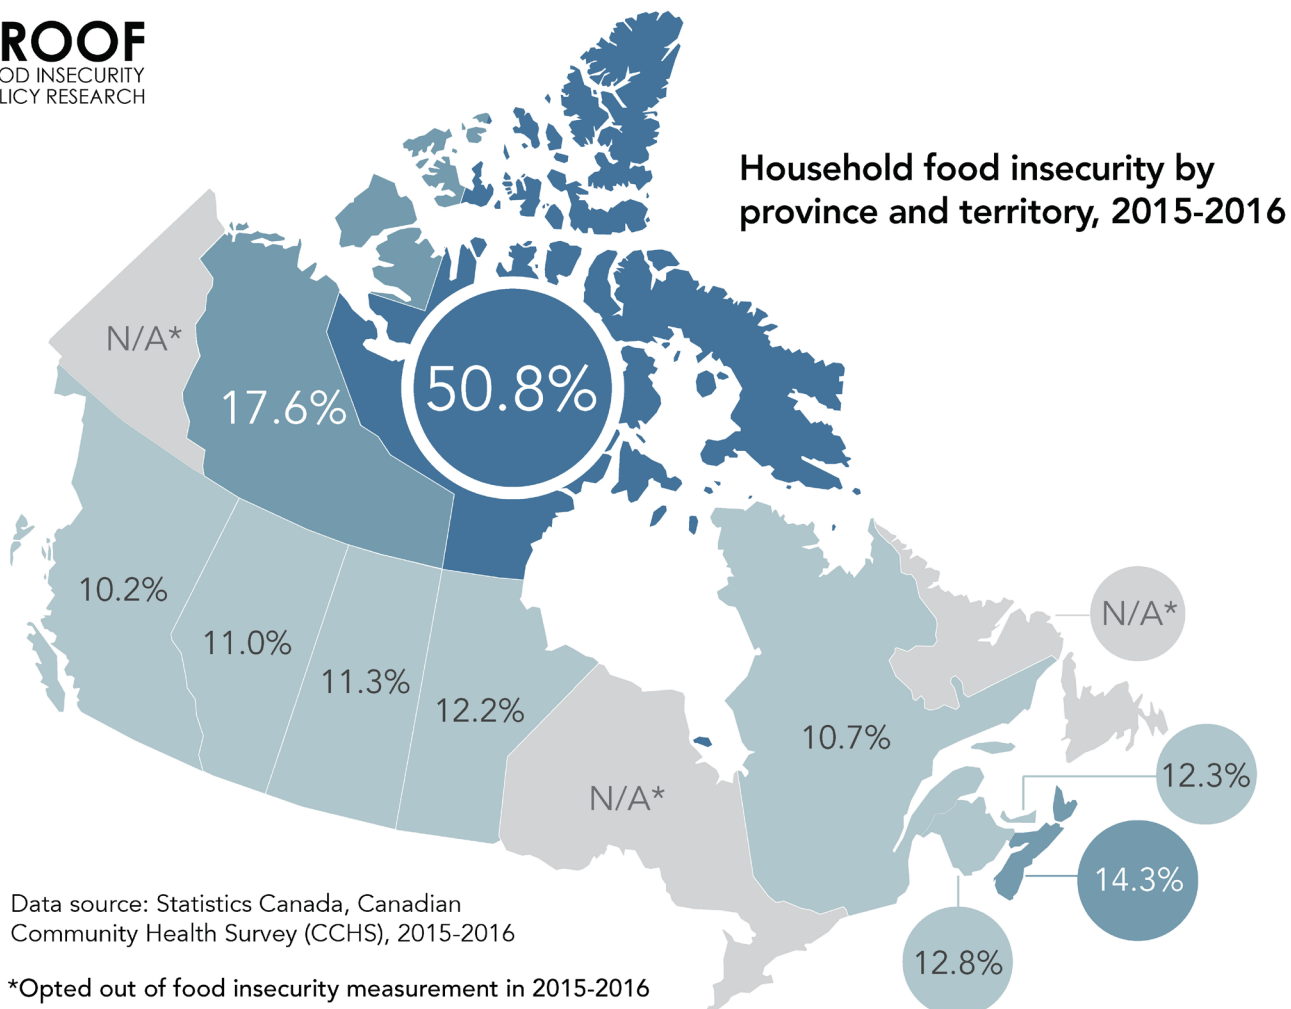 ROOF
OD INSECURITY
LICY RESEARCH
Household food insecurity by
province and territory, 2015-2016
N/A*
17.6%
50.8%
10.2%
11.0%
11.3%
12.2%
N/A*
10.7%
N/A*
12.3%
14.3%
12.8%
Data source: Statistics Canada, Canadian
Community Health Survey (CCHS), 2015-2016
*Opted out of food insecurity measurement in 2015-2016